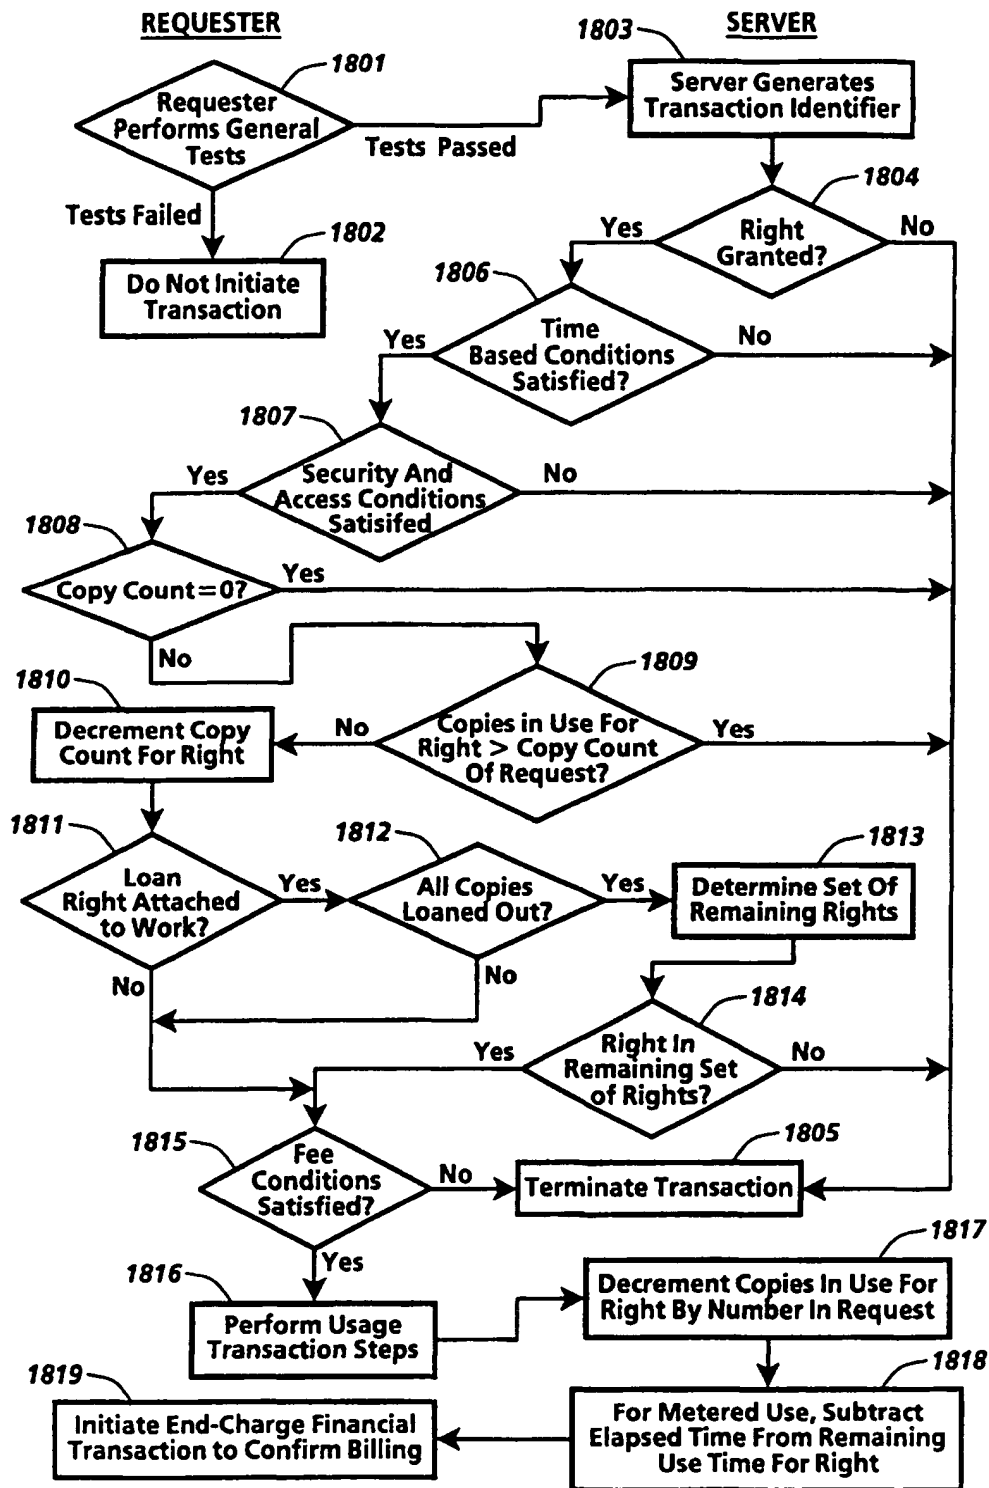 REQUESTER
SERVER
1801
1803
Requester
Performs General
Tests
Server Generates
Transaction Identifier
Tests Passed
Tests Failed
1802
Do Not Initiate
Transaction
1804
Right
Granted?
Yes
No
1806
Time
Based Conditions
Satisfied?
Yes
No
1807
Security And
Access Conditions
Satisifed
Yes
No
1808
Copy Count=0?
Yes
No
1809
Copies in Use For
Right > Copy Count
Of Request?
No
Yes
1810
Decrement Copy
Count For Right
1811
Loan
Right Attached
to Work?
Yes
No
1812
All Copies
Loaned Out?
Yes
No
1813
Determine Set Of
Remaining Rights
1814
Right In
Remaining Set
of Rights?
Yes
No
1815
Fee
Conditions
Satisfied?
No
Yes
1805
Terminate Transaction
1816
Perform Usage
Transaction Steps
1817
Decrement Copies In Use For
Right By Number In Request
1818
For Metered Use, Subtract
Elapsed Time From Remaining
Use Time For Right
1819
Initiate End-Charge Financial
Transaction to Confirm Billing